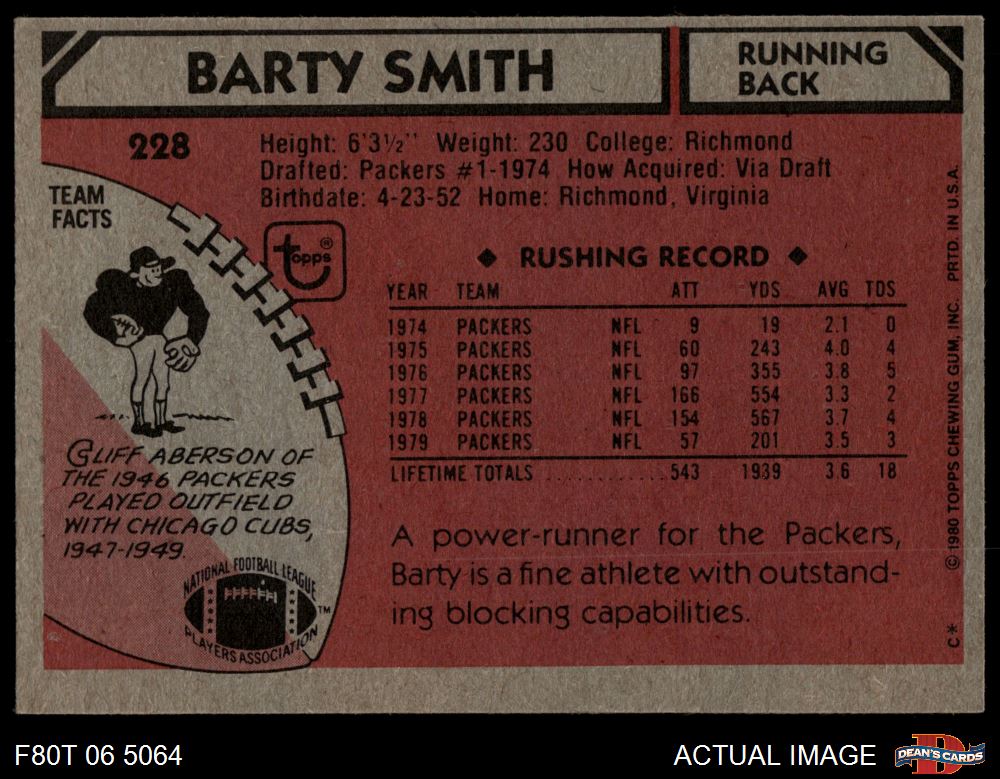 BARTY SMITH
RUNNING
BACK
228
Height: 6'3½" Weight: 230 College: Richmond
Drafted: Packers #1-1974 How Acquired: Via Draft
Birthdate: 4-23-52 Home: Richmond, Virginia
TEAM
FACTS
topps®
◆ RUSHING RECORD ◆
YEAR TEAM ATT YDS AVG TDS
1974 PACKERS NFL 9 19 2.1 0
1975 PACKERS NFL 60 243 4.0 4
1976 PACKERS NFL 97 355 3.8 5
1977 PACKERS NFL 166 554 3.3 2
1978 PACKERS NFL 154 567 3.7 4
1979 PACKERS NFL 57 201 3.5 3
LIFETIME TOTALS ............ 543 1939 3.6 18
CLIFF ABERSON OF
THE 1946 PACKERS
PLAYED OUTFIELD
WITH CHICAGO CUBS,
1947-1949.
A power-runner for the Packers,
Barty is a fine athlete with outstand-
ing blocking capabilities.
NATIONAL FOOTBALL LEAGUE
PLAYERS ASSOCIATION
TM
© 1980 TOPPS CHEWING GUM, INC. PRTD. IN U.S.A.
C*
F80T 06 5064
ACTUAL IMAGE
D
DEAN'S CARDS